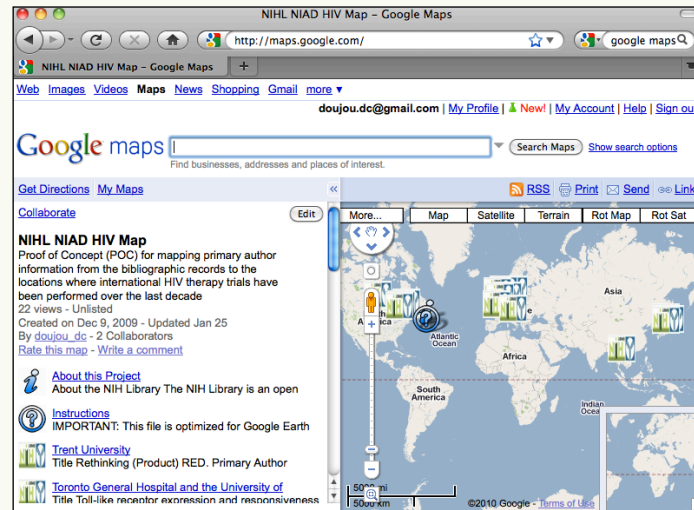 NIHL NIAD HIV Map - Google Maps
http://maps.google.com/
google maps
NIHL NIAD HIV Map - Google Maps
+
Web Images Videos Maps News Shopping Gmail more ▼
doujou.dc@gmail.com | My Profile | New! | My Account | Help | Sign ou
Google maps
Search Maps
Show search options
Find businesses, addresses and places of interest.
Get Directions My Maps
«
RSS Print Send Link
Collaborate
Edit
NIHL NIAD HIV Map
Proof of Concept (POC) for mapping primary author
information from the bibliographic records to the
locations where international HIV therapy trials have
been performed over the last decade
22 views - Unlisted
Created on Dec 9, 2009 - Updated Jan 25
By doujou_dc - 2 Collaborators
Rate this map - Write a comment
About this Project
About the NIH Library The NIH Library is an open
Instructions
IMPORTANT: This file is optimized for Google Earth
Trent University
Title Rethinking (Product) RED. Primary Author
Toronto General Hospital and the University of
Title Toll-like receptor expression and responsiveness
More... Map Satellite Terrain Rot Map Rot Sat
Asia
Atlantic
Ocean
Africa
South
America
Indian
Ocea
5000 mi
5000 km
©2010 Google - Terms of Use